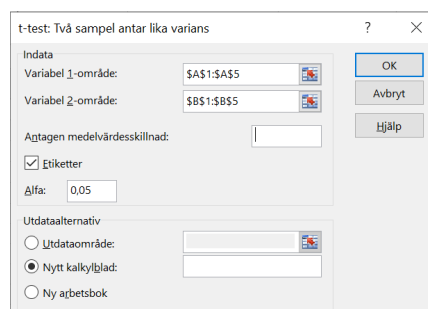 t-test: Två sampel antar lika varians ? ×
Indata
Variabel 1-område: $A$1:$A$5
Variabel 2-område: $B$1:$B$5
Antagen medelvärdesskillnad:
Etiketter
Alfa: 0,05
OK
Avbryt
Hjälp
Utdataalternativ
Utdataområde:
Nytt kalkylblad:
Ny arbetsbok